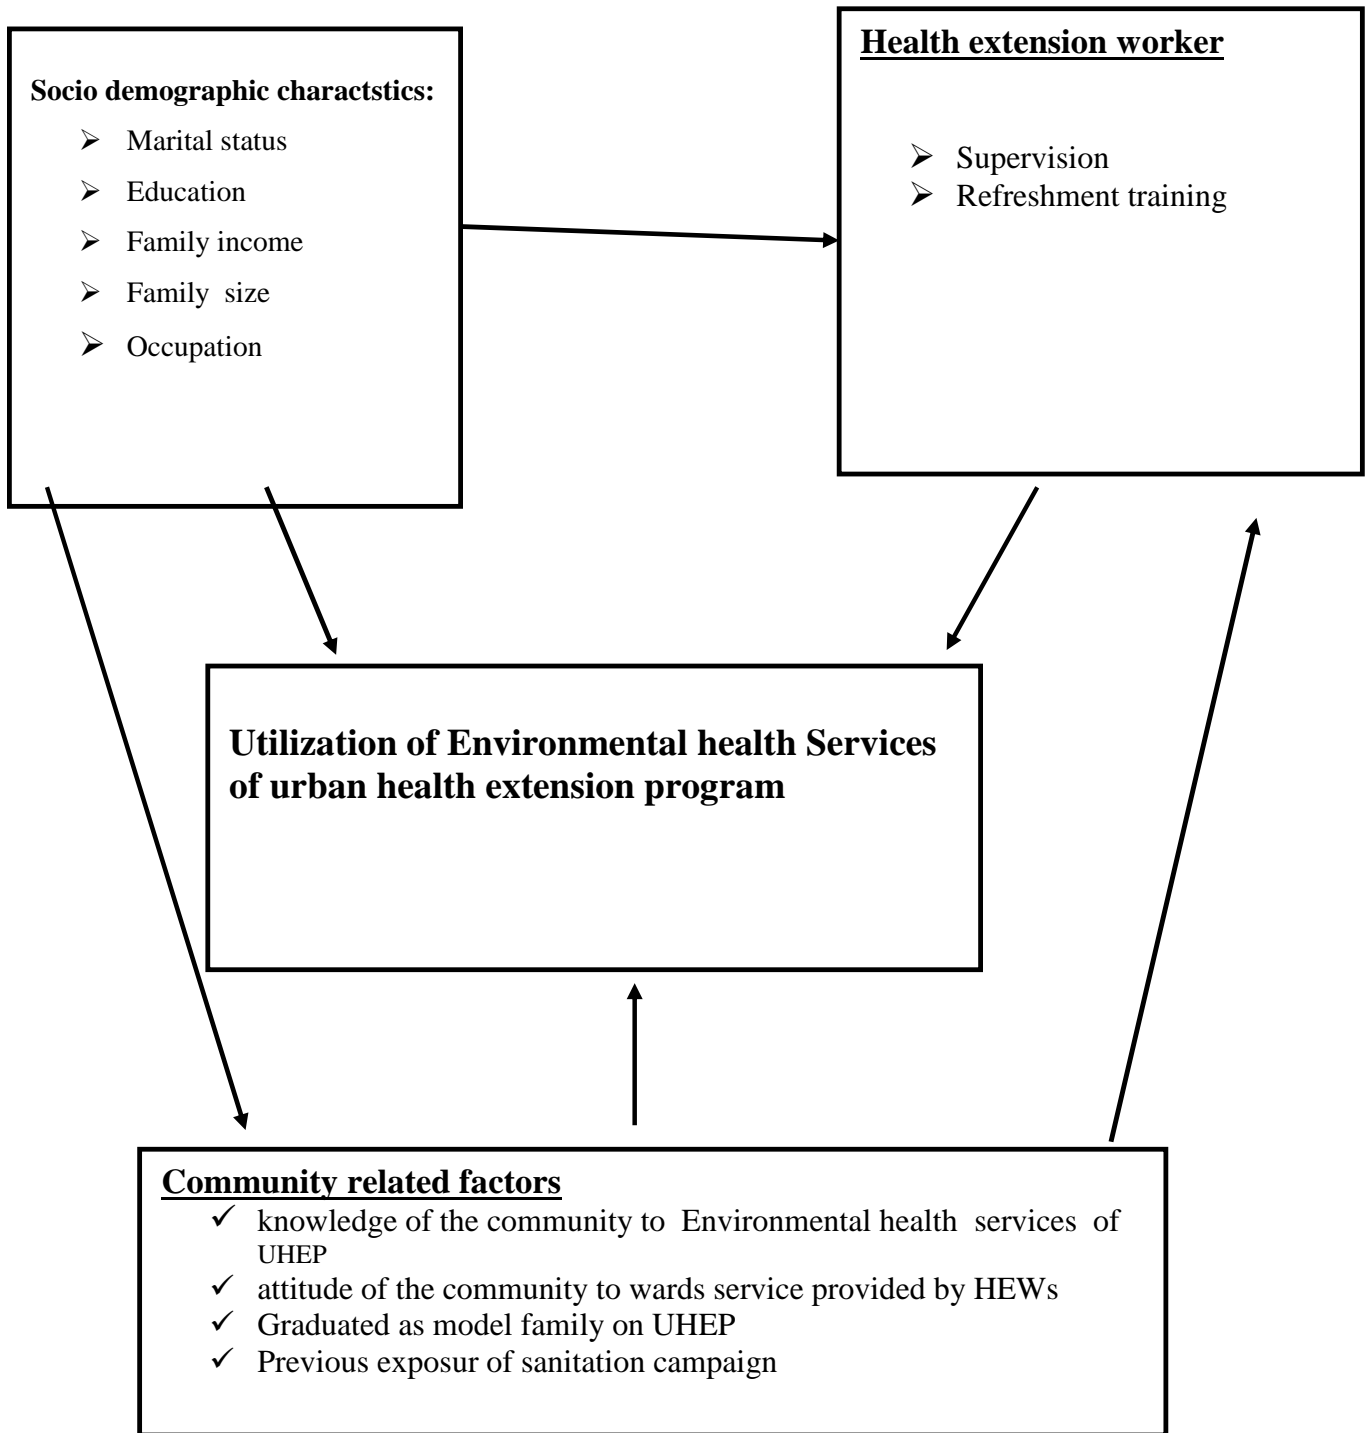 Socio demographic charactstics:
➢ Marital status
➢ Education
➢ Family income
➢ Family size
➢ Occupation
Health extension worker
➢ Supervision
➢ Refreshment training
Utilization of Environmental health Services
of urban health extension program
Community related factors
✓ knowledge of the community to Environmental health services of
UHEP
✓ attitude of the community to wards service provided by HEWs
✓ Graduated as model family on UHEP
✓ Previous exposur of sanitation campaign